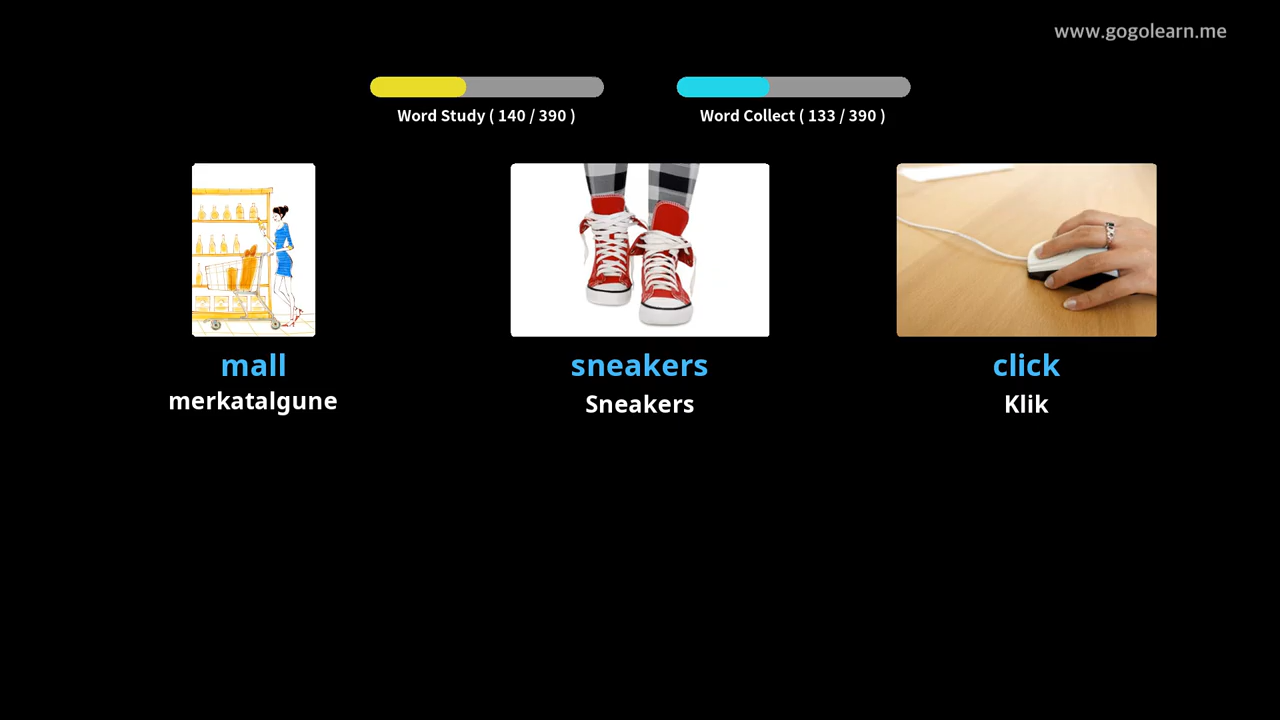 www.gogolearn.me
Word Study ( 140 / 390 )
Word Collect ( 133 / 390 )
mall
merkatalgune
sneakers
Sneakers
click
Klik